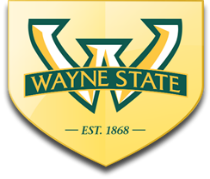 W
WAYNE STATE
— EST. 1868 —